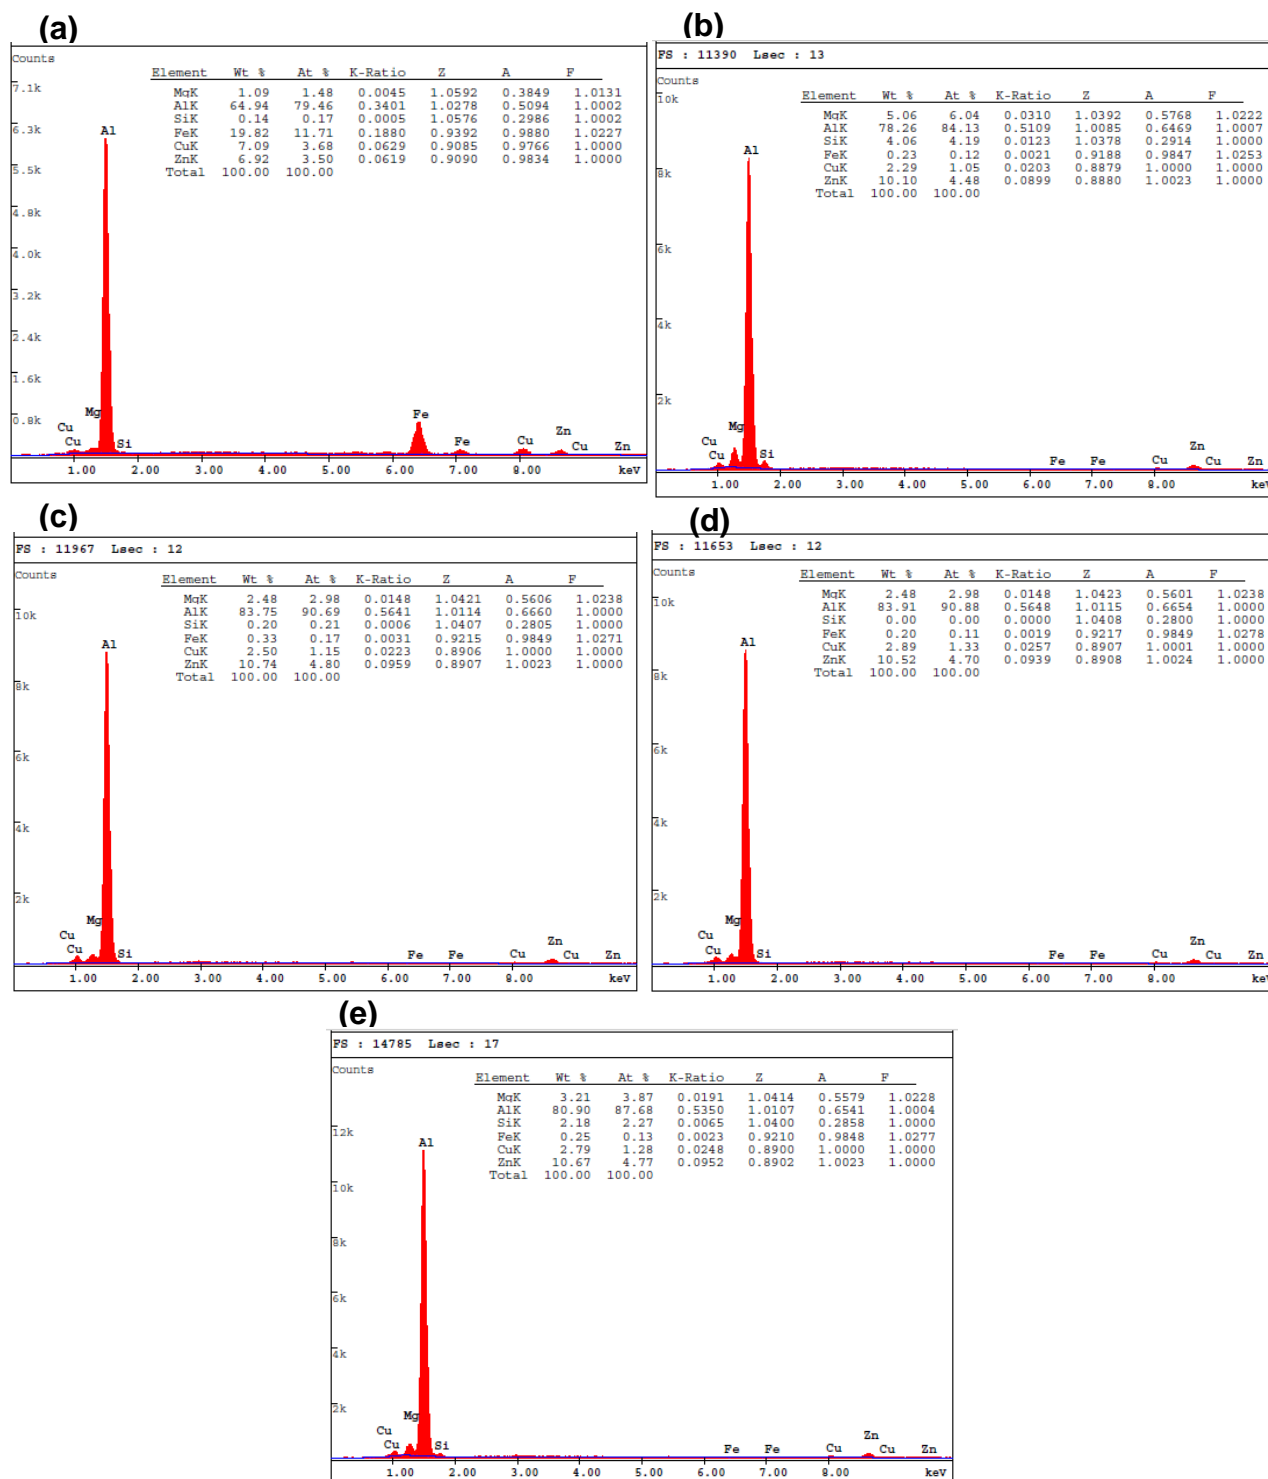 (a)
Counts
Element Wt % At % K-Ratio Z A F
MgK 1.09 1.48 0.0045 1.0592 0.3849 1.0131
AlK 64.94 79.46 0.3401 1.0278 0.5094 1.0002
SiK 0.14 0.17 0.0005 1.0576 0.2986 1.0002
FeK 19.82 11.71 0.1880 0.9392 0.9880 1.0227
CuK 7.09 3.68 0.0629 0.9085 0.9766 1.0000
ZnK 6.92 3.50 0.0619 0.9090 0.9834 1.0000
Total 100.00 100.00
7.1k
6.3k
5.5k
4.8k
4.0k
3.2k
2.4k
1.6k
0.8k
Al
Cu Mg
Cu Si
Fe
Fe
Cu
Zn
Cu Zn
1.00 2.00 3.00 4.00 5.00 6.00 7.00 8.00 keV
(b)
FS : 11390 Lsec : 13
Element Wt % At % K-Ratio Z A F
MgK 5.06 6.04 0.0310 1.0392 0.5768 1.0222
AlK 78.26 84.13 0.5109 1.0085 0.6469 1.0007
SiK 4.06 4.19 0.0123 1.0378 0.2914 1.0000
FeK 0.23 0.12 0.0021 0.9188 0.9847 1.0253
CuK 2.29 1.05 0.0203 0.8879 1.0000 1.0000
ZnK 10.10 4.48 0.0899 0.8880 1.0023 1.0000
Total 100.00 100.00
10k
8k
6k
4k
2k
Al
Cu Mg
Cu Si
Fe Fe Cu
Zn
Cu Zn
1.00 2.00 3.00 4.00 5.00 6.00 7.00 8.00 keV
(c)
FS : 11967 Lsec : 12
Counts
Element Wt % At % K-Ratio Z A F
MgK 2.48 2.98 0.0148 1.0421 0.5606 1.0238
AlK 83.75 90.69 0.5641 1.0114 0.6660 1.0000
SiK 0.20 0.21 0.0006 1.0407 0.2805 1.0000
FeK 0.33 0.17 0.0031 0.9215 0.9849 1.0271
CuK 2.50 1.15 0.0223 0.8906 1.0000 1.0000
ZnK 10.74 4.80 0.0959 0.8907 1.0023 1.0000
Total 100.00 100.00
10k
8k
6k
4k
2k
Al
Cu Mg
Cu Si
Fe Fe Cu
Zn
Cu Zn
1.00 2.00 3.00 4.00 5.00 6.00 7.00 8.00 keV
(d)
FS : 11653 Lsec : 12
Counts
Element Wt % At % K-Ratio Z A F
MgK 2.48 2.98 0.0148 1.0423 0.5601 1.0238
AlK 83.91 90.88 0.5648 1.0115 0.6654 1.0000
SiK 0.00 0.00 0.0000 1.0408 0.2800 1.0000
FeK 0.20 0.11 0.0019 0.9217 0.9849 1.0278
CuK 2.89 1.33 0.0257 0.8907 1.0001 1.0000
ZnK 10.52 4.70 0.0939 0.8908 1.0024 1.0000
Total 100.00 100.00
10k
8k
6k
4k
2k
Al
Cu Mg
Cu Si
Fe Fe Cu
Zn
Cu Zn
1.00 2.00 3.00 4.00 5.00 6.00 7.00 8.00 keV
(e)
FS : 14785 Lsec : 17
Counts
Element Wt % At % K-Ratio Z A F
MgK 3.21 3.87 0.0191 1.0414 0.5579 1.0228
AlK 80.90 87.68 0.5350 1.0107 0.6541 1.0004
SiK 2.18 2.27 0.0065 1.0400 0.2858 1.0000
FeK 0.25 0.13 0.0023 0.9210 0.9848 1.0277
CuK 2.79 1.28 0.0248 0.8900 1.0000 1.0000
ZnK 10.67 4.77 0.0952 0.8902 1.0023 1.0000
Total 100.00 100.00
12k
10k
8k
6k
4k
2k
Al
Cu Mg
Cu Si
Fe Fe Cu
Zn
Cu Zn
1.00 2.00 3.00 4.00 5.00 6.00 7.00 8.00 keV